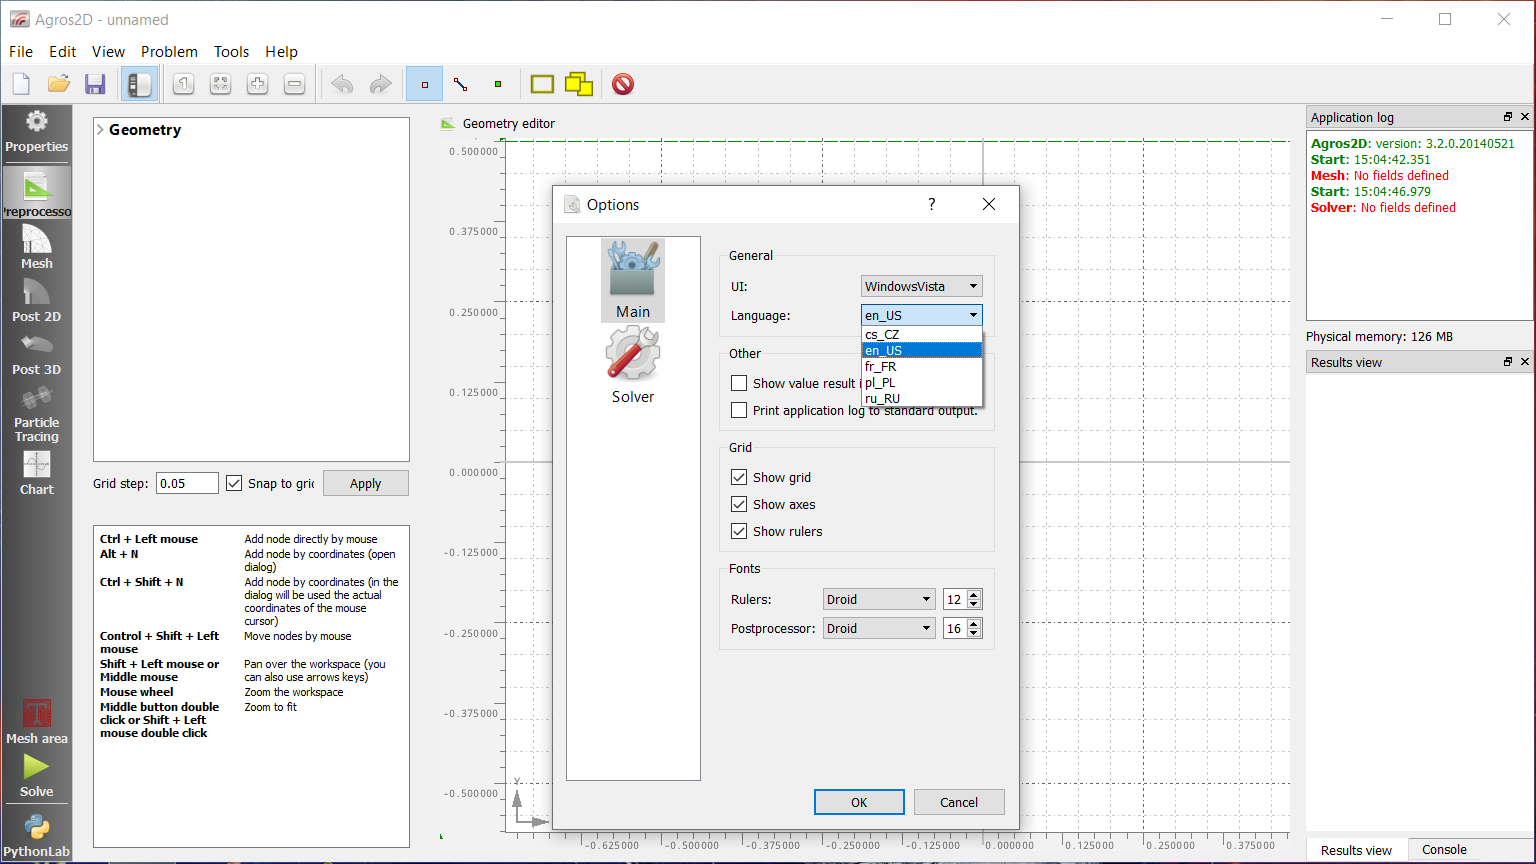 Agros2D - unnamed
File Edit View Problem Tools Help
Properties
Preprocesso
Mesh
Post 2D
Post 3D
Particle
Tracing
Chart
Mesh area
Solve
PythonLab
Geometry
Grid step: 0.05 Snap to gric Apply
Ctrl + Left mouse Add node directly by mouse
Alt + N Add node by coordinates (open
dialog)
Ctrl + Shift + N Add node by coordinates (in the
dialog will be used the actual
coordinates of the mouse
cursor)
Control + Shift + Left Move nodes by mouse
mouse
Shift + Left mouse or Pan over the workspace (you
Middle mouse can also use arrows keys)
Mouse wheel Zoom the workspace
Middle button double Zoom to fit
click or Shift + Left
mouse double click
Geometry editor
0.500000
0.375000
0.250000
0.125000
0.000000
-0.125000
-0.250000
-0.375000
-0.500000
Y
-0.625000 -0.500000 -0.375000 -0.250000 -0.125000 0.000000 0.125000 0.250000 0.375000
Options ?
Main
Solver
General
UI: WindowsVista
Language: en_US
cs_CZ
en_US
fr_FR
pl_PL
ru_RU
Other
Show value result i
Print application log to standard output.
Grid
Show grid
Show axes
Show rulers
Fonts
Rulers: Droid 12
Postprocessor: Droid 16
OK Cancel
Application log
Agros2D: version: 3.2.0.20140521
Start: 15:04:42.351
Mesh: No fields defined
Start: 15:04:46.979
Solver: No fields defined
Physical memory: 126 MB
Results view
Results view Console